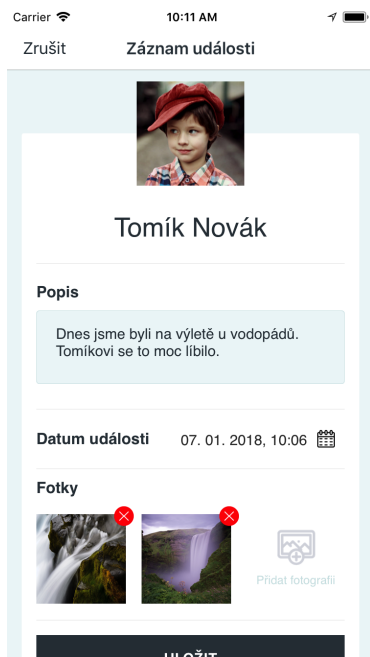 Carrier 10:11 AM
Zrušit Záznam události
Tomík Novák
Popis
Dnes jsme byli na výletě u vodopádů.
Tomíkovi se to moc líbilo.
Datum události 07. 01. 2018, 10:06
Fotky
Přidat fotografii
ULOŽIT